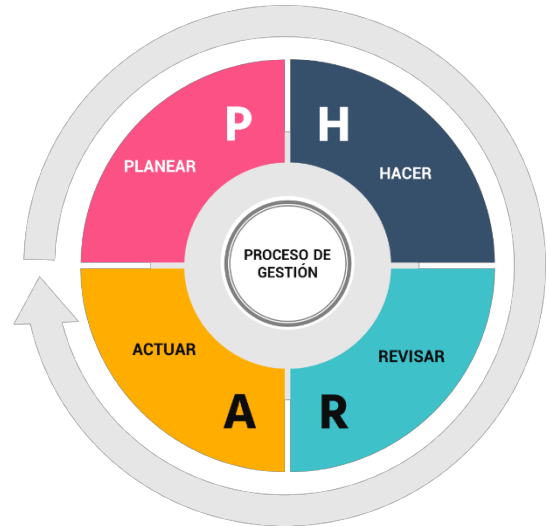 P
H
PLANEAR
HACER
PROCESO DE
GESTIÓN
ACTUAR
REVISAR
A
R